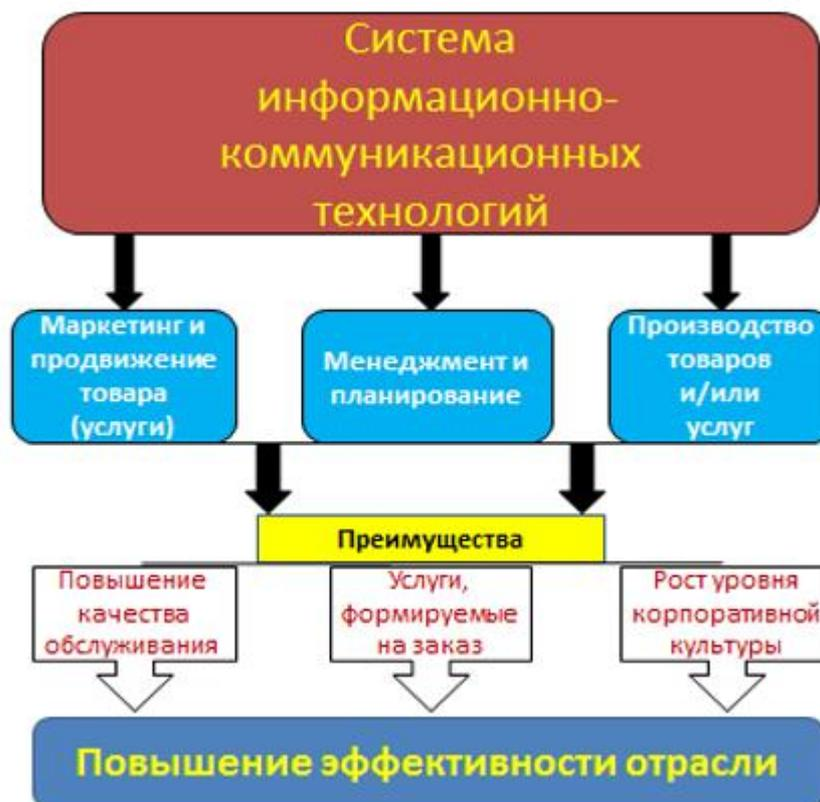 Система
информационно-
коммуникационных
технологий
Маркетинг и
продвижение
товара
(услуги)
Менеджмент и
планирование
Производство
товаров
и/или
услуг
Преимущества
Повышение
качества
обслуживания
Услуги,
формируемые
на заказ
Рост уровня
корпоративной
культуры
Повышение эффективности отрасли